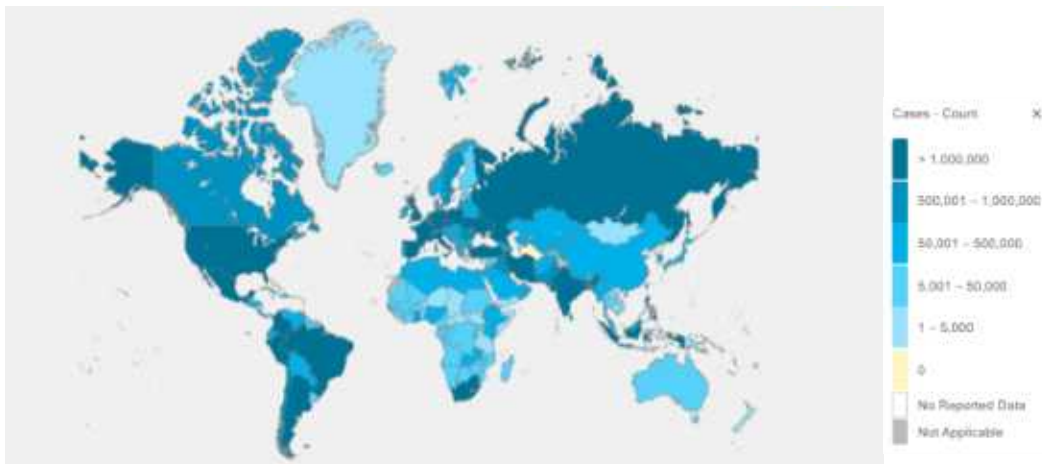 Cases - Count ×
> 1,000,000
500,001 – 1,000,000
50,001 – 500,000
5,001 – 50,000
1 – 5,000
0
No Reported Data
Not Applicable